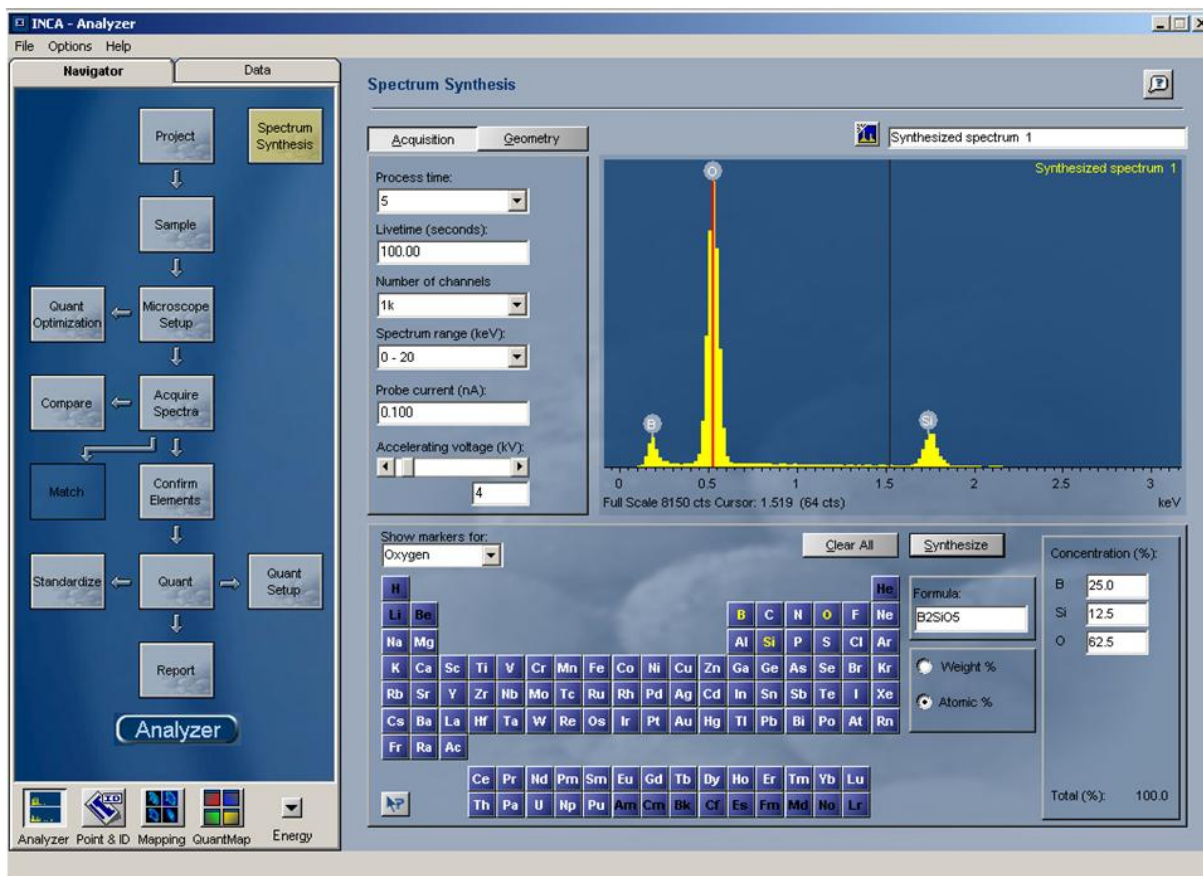 INCA - Analyzer
File Options Help
Navigator Data
Project
Spectrum
Synthesis
Sample
Quant
Optimization
Microscope
Setup
Compare
Acquire
Spectra
Match
Confirm
Elements
Standardize
Quant
Quant
Setup
Report
Analyzer
Analyzer Point & ID Mapping QuantMap Energy
Spectrum Synthesis
Acquisition Geometry
Process time:
5
Livetime (seconds):
100.00
Number of channels
1k
Spectrum range (keV):
0 - 20
Probe current (nA):
0.100
Accelerating voltage (kV):
4
Synthesized spectrum 1
Synthesized spectrum 1
O
B
Si
0 0.5 1 1.5 2 2.5 3
Full Scale 8150 cts Cursor: 1.519 (64 cts) keV
Show markers for:
Oxygen
Clear All Synthesize
H He
Li Be B C N O F Ne
Na Mg Al Si P S Cl Ar
K Ca Sc Ti V Cr Mn Fe Co Ni Cu Zn Ga Ge As Se Br Kr
Rb Sr Y Zr Nb Mo Tc Ru Rh Pd Ag Cd In Sn Sb Te I Xe
Cs Ba La Hf Ta W Re Os Ir Pt Au Hg Tl Pb Bi Po At Rn
Fr Ra Ac
Ce Pr Nd Pm Sm Eu Gd Tb Dy Ho Er Tm Yb Lu
Th Pa U Np Pu Am Cm Bk Cf Es Fm Md No Lr
Formula:
B2SiO5
Weight %
Atomic %
Concentration (%):
B 25.0
Si 12.5
O 62.5
Total (%): 100.0